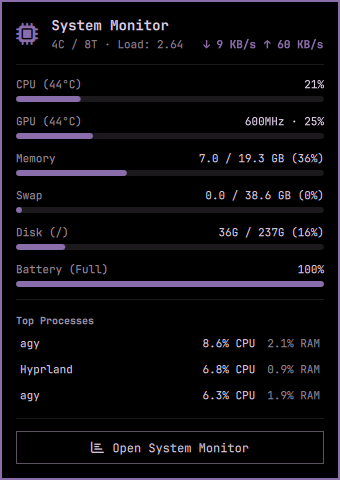 System Monitor
4C / 8T · Load: 2.64 ↓ 9 KB/s ↑ 60 KB/s
CPU (44°C) 21%
GPU (44°C) 600MHz · 25%
Memory 7.0 / 19.3 GB (36%)
Swap 0.0 / 38.6 GB (0%)
Disk (/) 36G / 237G (16%)
Battery (Full) 100%
Top Processes
agy 8.6% CPU 2.1% RAM
Hyprland 6.8% CPU 0.9% RAM
agy 6.3% CPU 1.9% RAM
Open System Monitor